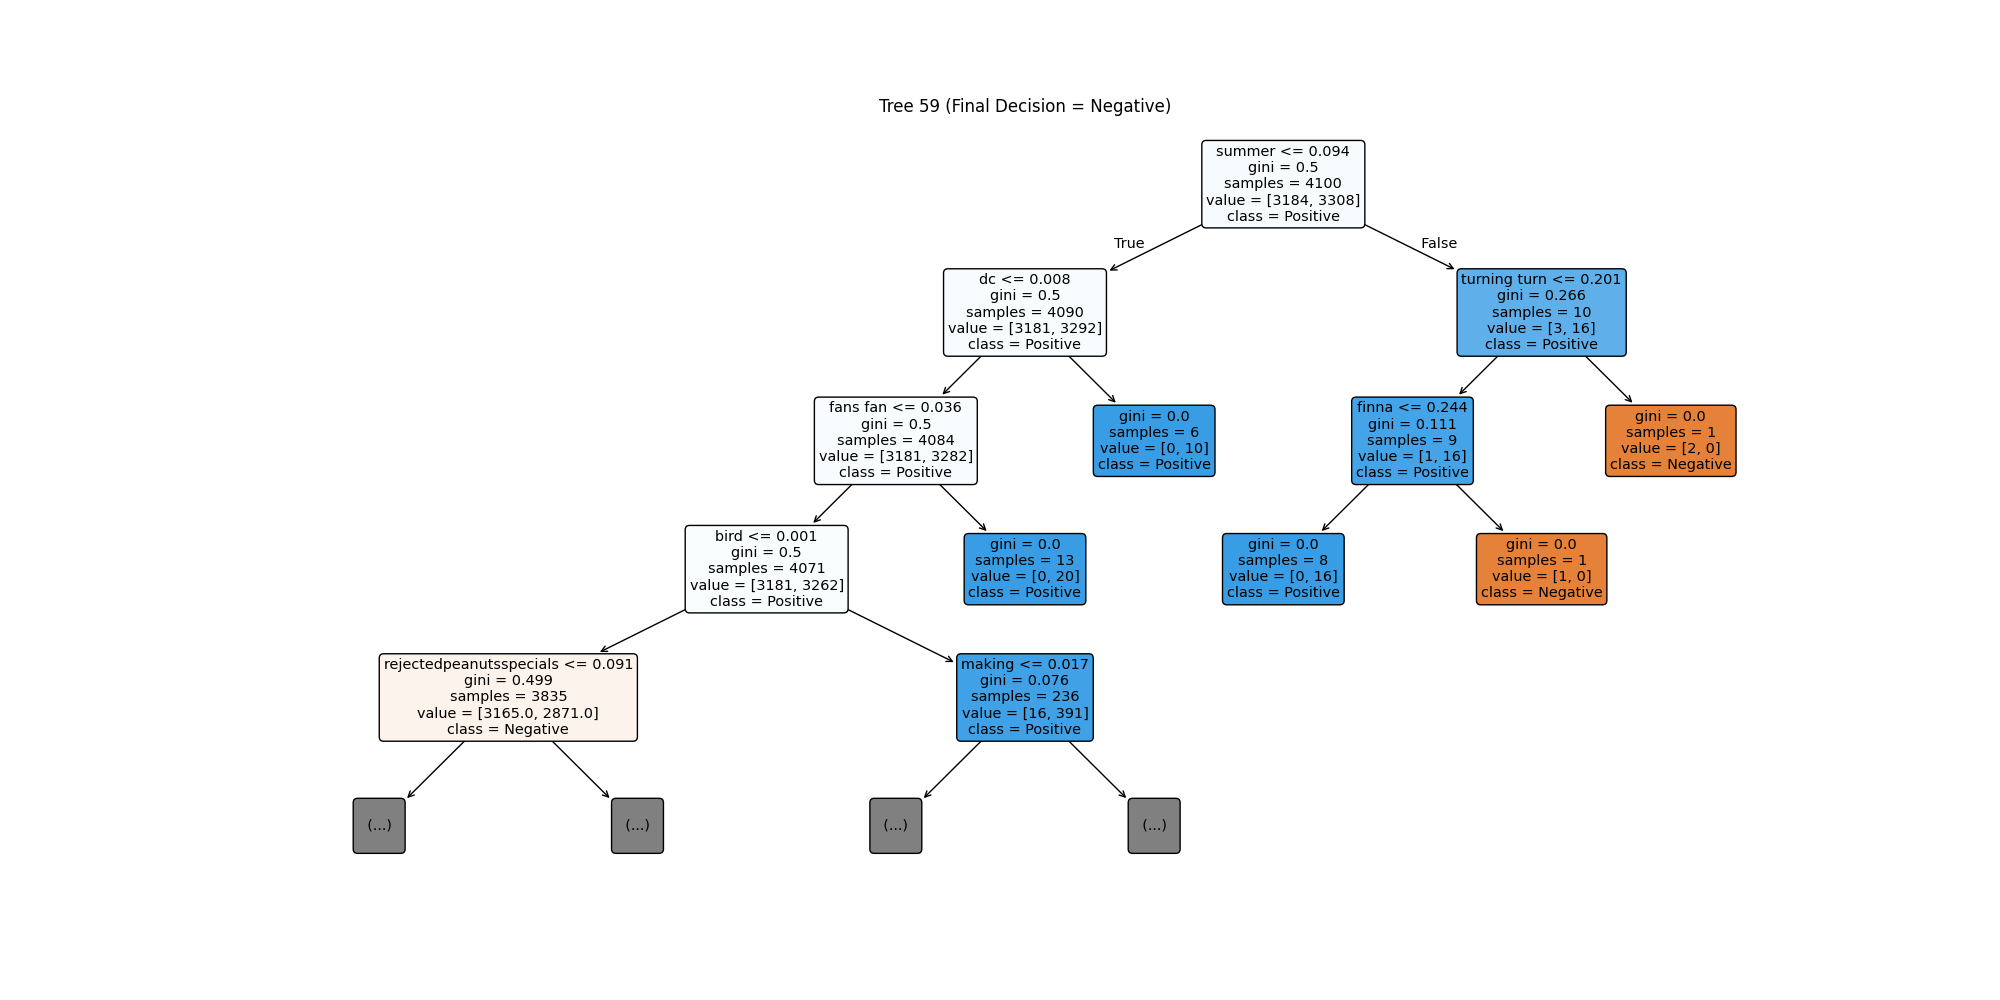 Tree 59 (Final Decision = Negative)
summer <= 0.094
gini = 0.5
samples = 4100
value = [3184, 3308]
class = Positive
True
False
dc <= 0.008
gini = 0.5
samples = 4090
value = [3181, 3292]
class = Positive
turning turn <= 0.201
gini = 0.266
samples = 10
value = [3, 16]
class = Positive
fans fan <= 0.036
gini = 0.5
samples = 4084
value = [3181, 3282]
class = Positive
gini = 0.0
samples = 6
value = [0, 10]
class = Positive
finna <= 0.244
gini = 0.111
samples = 9
value = [1, 16]
class = Positive
gini = 0.0
samples = 1
value = [2, 0]
class = Negative
bird <= 0.001
gini = 0.5
samples = 4071
value = [3181, 3262]
class = Positive
gini = 0.0
samples = 13
value = [0, 20]
class = Positive
gini = 0.0
samples = 8
value = [0, 16]
class = Positive
gini = 0.0
samples = 1
value = [1, 0]
class = Negative
rejectedpeanutsspecials <= 0.091
gini = 0.499
samples = 3835
value = [3165.0, 2871.0]
class = Negative
making <= 0.017
gini = 0.076
samples = 236
value = [16, 391]
class = Positive
(...)
(...)
(...)
(...)